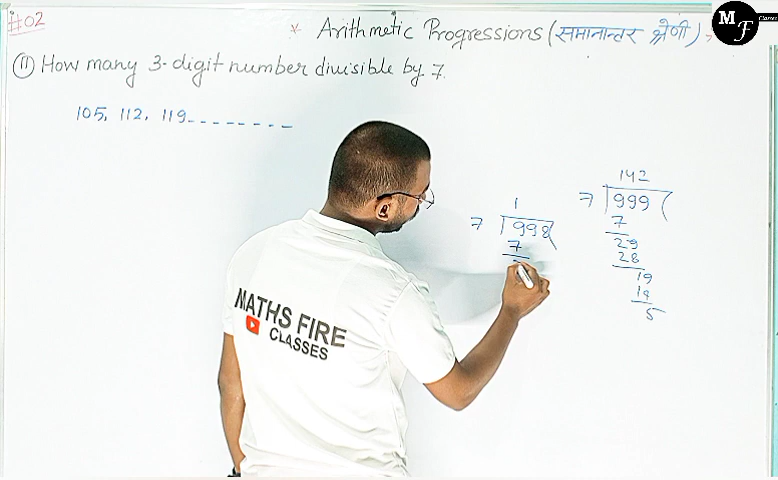 #02
* Arithmetic Progressions (समानान्तर श्रेणी)
M F Classes
(11) How many 3-digit number divisible by 7.
105, 112, 119--------
142
7)999(
7
29
28
19
14
5
1
7)998(
7
MATHS FIRE
CLASSES